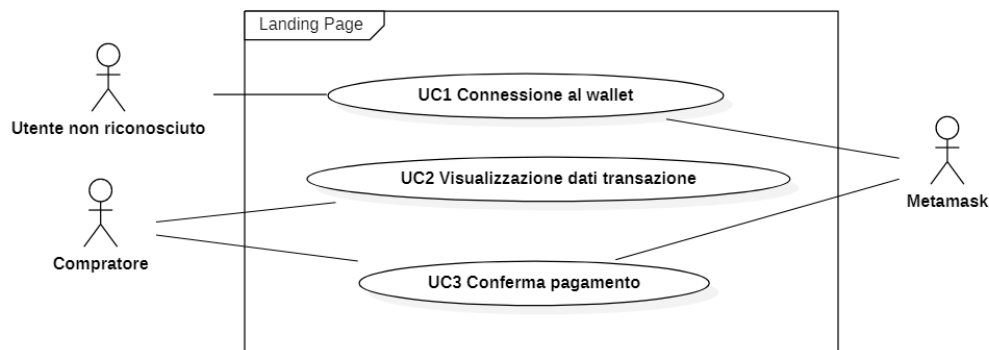 Landing Page
UC1 Connessione al wallet
Utente non riconosciuto
UC2 Visualizzazione dati transazione
Metamask
Compratore
UC3 Conferma pagamento